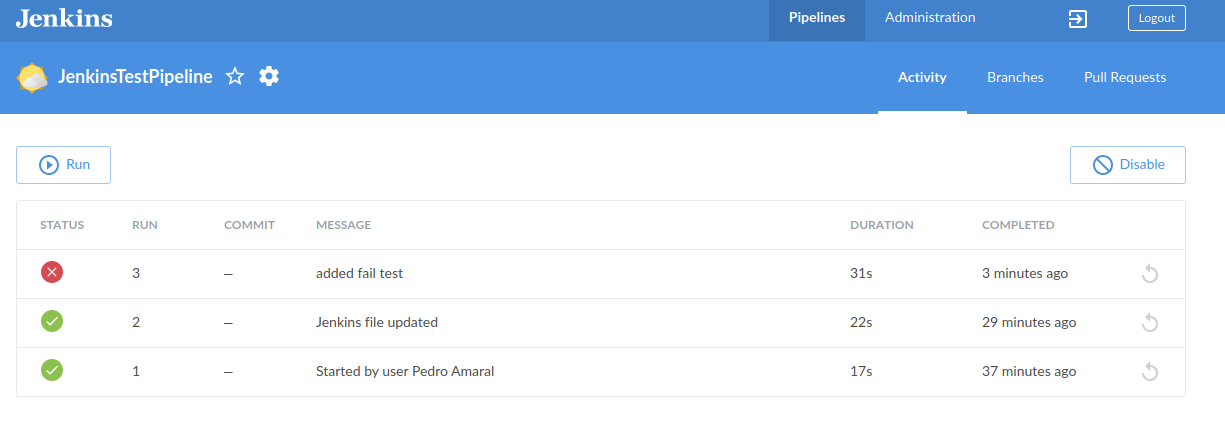 Jenkins Pipelines Administration Logout
JenkinsTestPipeline Activity Branches Pull Requests
Run Disable
STATUS RUN COMMIT MESSAGE DURATION COMPLETED
3 – added fail test 31s 3 minutes ago
2 – Jenkins file updated 22s 29 minutes ago
1 – Started by user Pedro Amaral 17s 37 minutes ago